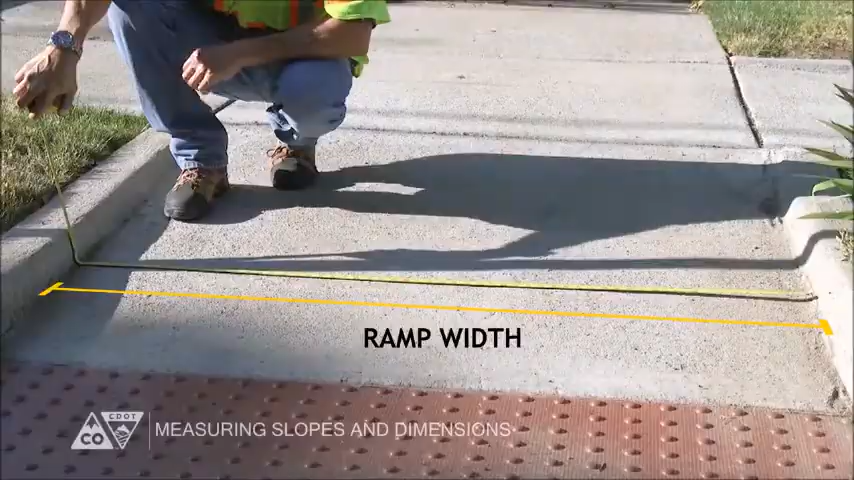 RAMP WIDTH
CO CDOT
MEASURING SLOPES AND DIMENSIONS